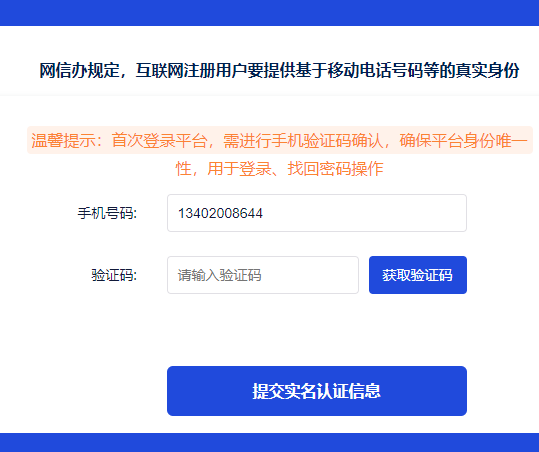 网信办规定，互联网注册用户要提供基于移动电话号码等的真实身份
温馨提示：首次登录平台，需进行手机验证码确认，确保平台身份唯一
性，用于登录、找回密码操作
手机号码: 13402008644
验证码: 请输入验证码 获取验证码
提交实名认证信息